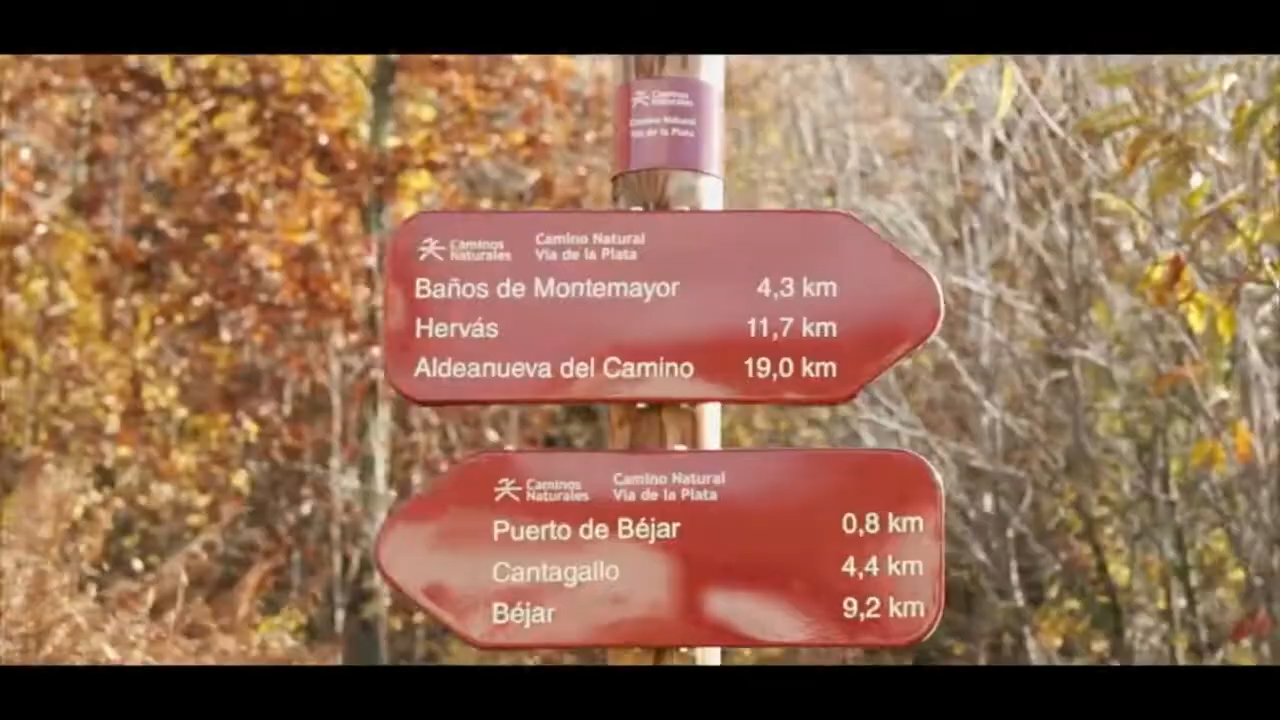 Caminos
Naturales
Camino Natural
Vía de la Plata
Caminos
Naturales
Camino Natural
Vía de la Plata
Baños de Montemayor 4,3 km
Hervás 11,7 km
Aldeanueva del Camino 19,0 km
Caminos
Naturales
Camino Natural
Vía de la Plata
Puerto de Béjar 0,8 km
Cantagallo 4,4 km
Béjar 9,2 km